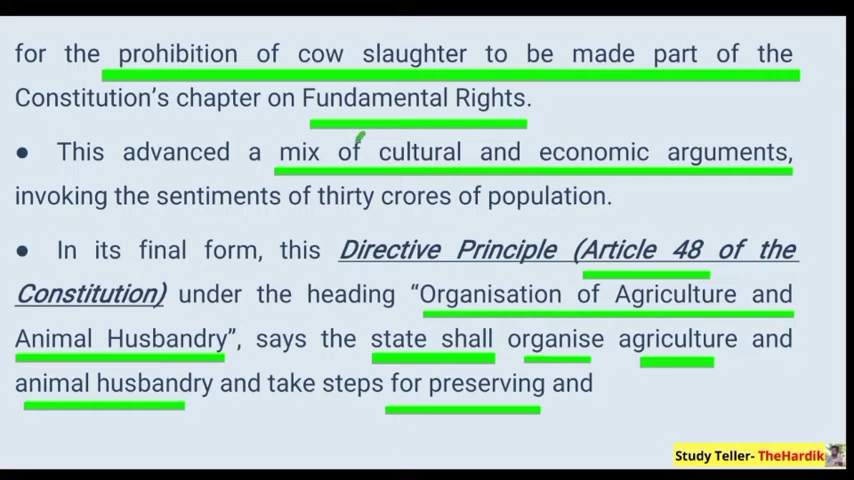 for the prohibition of cow slaughter to be made part of the
Constitution's chapter on Fundamental Rights.
● This advanced a mix of cultural and economic arguments,
invoking the sentiments of thirty crores of population.
● In its final form, this Directive Principle (Article 48 of the
Constitution) under the heading “Organisation of Agriculture and
Animal Husbandry”, says the state shall organise agriculture and
animal husbandry and take steps for preserving and
Study Teller- TheHardik